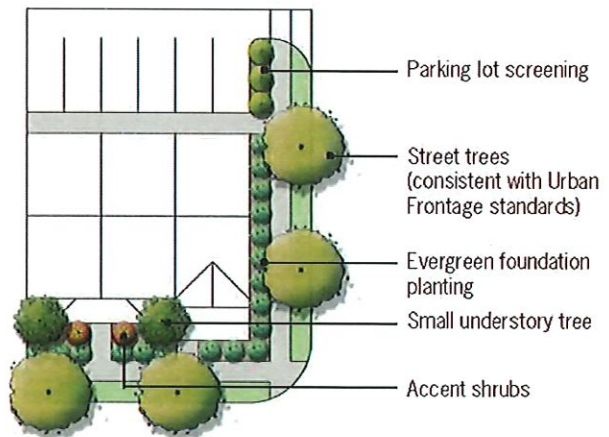 Parking lot screening
Street trees
(consistent with Urban
Frontage standards)
Evergreen foundation
planting
Small understory tree
Accent shrubs